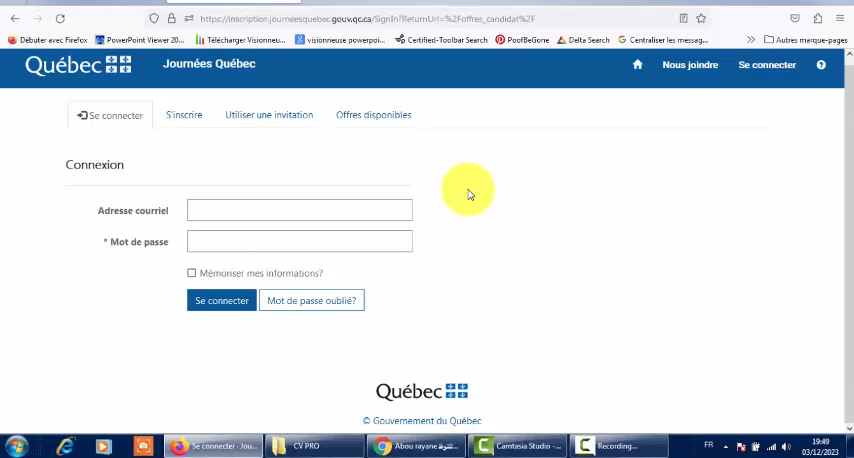 https://inscription.journeesquebec.gouv.qc.ca/SignIn?ReturnUrl=%2Foffres_candidat%2F
Débuter avec Firefox PowerPoint Viewer 20... Télécharger Visionneu... visionneuse powerpoi... Certified-Toolbar Search PoofBeGone Delta Search Centraliser les messag... Autres marque-pages
Québec Journées Québec Nous joindre Se connecter
Se connecter S'inscrire Utiliser une invitation Offres disponibles
Connexion
Adresse courriel
* Mot de passe
Mémoriser mes informations?
Se connecter Mot de passe oublié?
Québec
© Gouvernement du Québec
Se connecter - Jou... CV PRO Abou rayane Camtasia Studio -... Recording... FR 19:49
03/12/2023